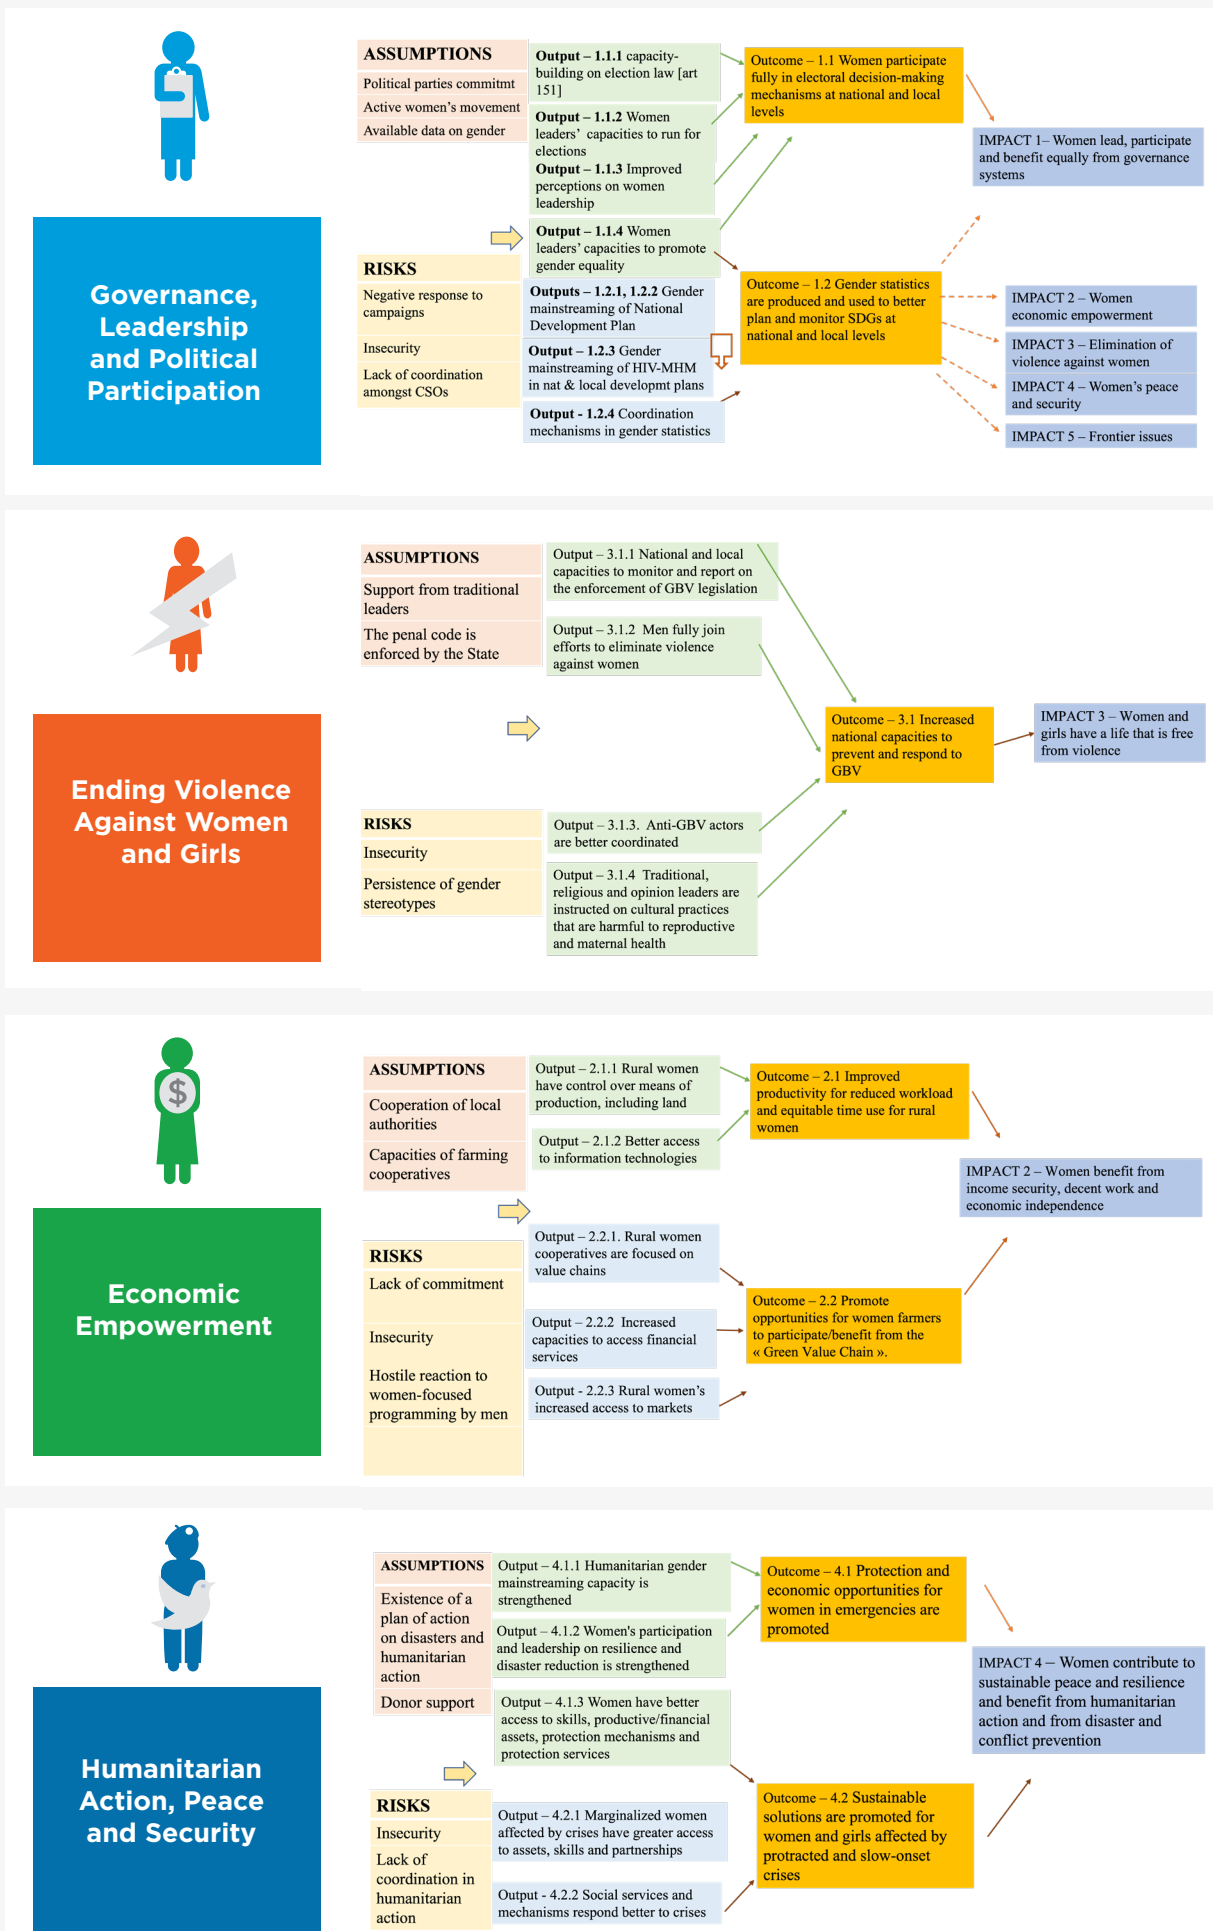 Governance,
Leadership
and Political
Participation
ASSUMPTIONS
Political parties commitmt
Active women's movement
Available data on gender
RISKS
Negative response to
campaigns
Insecurity
Lack of coordination
amongst CSOs
Output – 1.1.1 capacity-
building on election law [art
151]
Output – 1.1.2 Women
leaders' capacities to run for
elections
Output – 1.1.3 Improved
perceptions on women
leadership
Output – 1.1.4 Women
leaders' capacities to promote
gender equality
Outputs – 1.2.1, 1.2.2 Gender
mainstreaming of National
Development Plan
Output – 1.2.3 Gender
mainstreaming of HIV-MHM
in nat & local developmt plans
Output - 1.2.4 Coordination
mechanisms in gender statistics
Outcome – 1.1 Women participate
fully in electoral decision-making
mechanisms at national and local
levels
Outcome – 1.2 Gender statistics
are produced and used to better
plan and monitor SDGs at
national and local levels
IMPACT 1– Women lead, participate
and benefit equally from governance
systems
IMPACT 2 – Women
economic empowerment
IMPACT 3 – Elimination of
violence against women
IMPACT 4 – Women's peace
and security
IMPACT 5 – Frontier issues
Ending Violence
Against Women
and Girls
ASSUMPTIONS
Support from traditional
leaders
The penal code is
enforced by the State
RISKS
Insecurity
Persistence of gender
stereotypes
Output – 3.1.1 National and local
capacities to monitor and report on
the enforcement of GBV legislation
Output – 3.1.2 Men fully join
efforts to eliminate violence
against women
Output – 3.1.3. Anti-GBV actors
are better coordinated
Output – 3.1.4 Traditional,
religious and opinion leaders are
instructed on cultural practices
that are harmful to reproductive
and maternal health
Outcome – 3.1 Increased
national capacities to
prevent and respond to
GBV
IMPACT 3 – Women and
girls have a life that is free
from violence
$
Economic
Empowerment
ASSUMPTIONS
Cooperation of local
authorities
Capacities of farming
cooperatives
RISKS
Lack of commitment
Insecurity
Hostile reaction to
women-focused
programming by men
Output – 2.1.1 Rural women
have control over means of
production, including land
Output – 2.1.2 Better access
to information technologies
Output – 2.2.1. Rural women
cooperatives are focused on
value chains
Output – 2.2.2 Increased
capacities to access financial
services
Output - 2.2.3 Rural women's
increased access to markets
Outcome – 2.1 Improved
productivity for reduced workload
and equitable time use for rural
women
Outcome – 2.2 Promote
opportunities for women farmers
to participate/benefit from the
« Green Value Chain ».
IMPACT 2 – Women benefit from
income security, decent work and
economic independence
Humanitarian
Action, Peace
and Security
ASSUMPTIONS
Existence of a
plan of action
on disasters and
humanitarian
action
Donor support
RISKS
Insecurity
Lack of
coordination in
humanitarian
action
Output – 4.1.1 Humanitarian gender
mainstreaming capacity is
strengthened
Output – 4.1.2 Women's participation
and leadership on resilience and
disaster reduction is strengthened
Output – 4.1.3 Women have better
access to skills, productive/financial
assets, protection mechanisms and
protection services
Output – 4.2.1 Marginalized women
affected by crises have greater access
to assets, skills and partnerships
Output - 4.2.2 Social services and
mechanisms respond better to crises
Outcome – 4.1 Protection and
economic opportunities for
women in emergencies are
promoted
Outcome – 4.2 Sustainable
solutions are promoted for
women and girls affected by
protracted and slow-onset
crises
IMPACT 4 – Women contribute to
sustainable peace and resilience
and benefit from humanitarian
action and from disaster and
conflict prevention